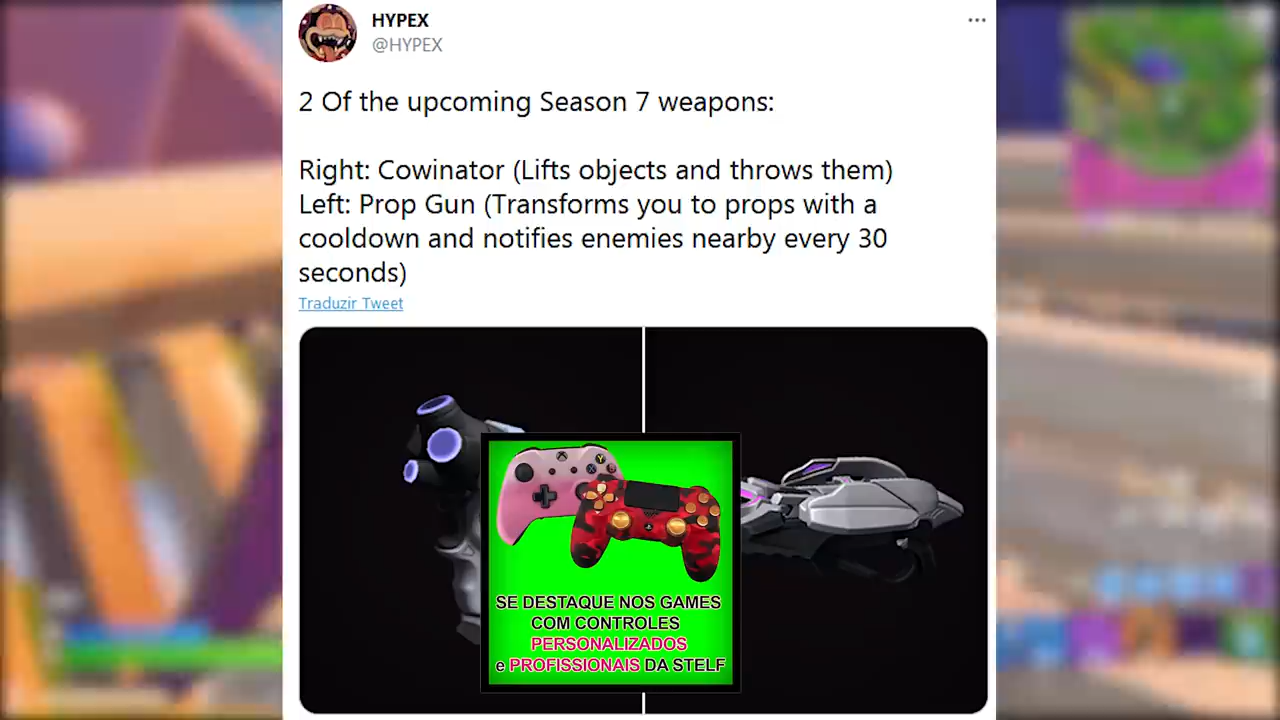 HYPEX
@HYPEX
2 Of the upcoming Season 7 weapons:
Right: Cowinator (Lifts objects and throws them)
Left: Prop Gun (Transforms you to props with a
cooldown and notifies enemies nearby every 30
seconds)
Traduzir Tweet
SE DESTAQUE NOS GAMES
COM CONTROLES
PERSONALIZADOS
e PROFISSIONAIS DA STELF